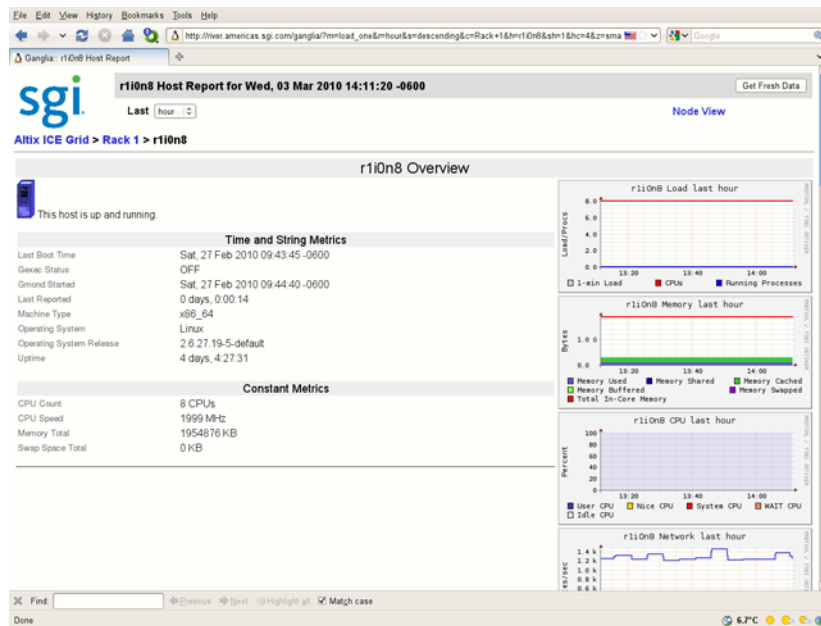 File Edit View History Bookmarks Tools Help
http://river.americas.sgi.com/ganglia/?m=load_one&r=hour&s=descending&c=Rack+1&h=r1i0n8&sh=1&hc=4&z=sma
Google
Ganglia:: r1i0n8 Host Report
sgi
r1i0n8 Host Report for Wed, 03 Mar 2010 14:11:20 -0600
Get Fresh Data
Last hour
Node View
Altix ICE Grid > Rack 1 > r1i0n8
r1i0n8 Overview
This host is up and running.
Time and String Metrics
Last Boot Time Sat, 27 Feb 2010 09:43:45 -0600
Gexec Status OFF
Gmond Started Sat, 27 Feb 2010 09:44:40 -0600
Last Reported 0 days, 0:00:14
Machine Type x86_64
Operating System Linux
Operating System Release 2.6.27.19-5-default
Uptime 4 days, 4:27:31
Constant Metrics
CPU Count 8 CPUs
CPU Speed 1999 MHz
Memory Total 1954876 KB
Swap Space Total 0 KB
r1i0n8 Load last hour
Load/Procs
8.0
6.0
4.0
2.0
0.0
13:20 13:40 14:00
1-min Load CPUs Running Processes
r1i0n8 Memory last hour
Bytes
1.0 G
0.0
13:20 13:40 14:00
Memory Used Memory Shared Memory Cached
Memory Buffered Memory Swapped
Total In-Core Memory
r1i0n8 CPU last hour
Percent
100
80
60
40
20
0
13:20 13:40 14:00
User CPU Nice CPU System CPU WAIT CPU
Idle CPU
r1i0n8 Network last hour
1.4 k
1.2 k
1.0 k
0.8 k
0.6 k
Find: Previous Next Highlight all Match case
Done
6.7°C